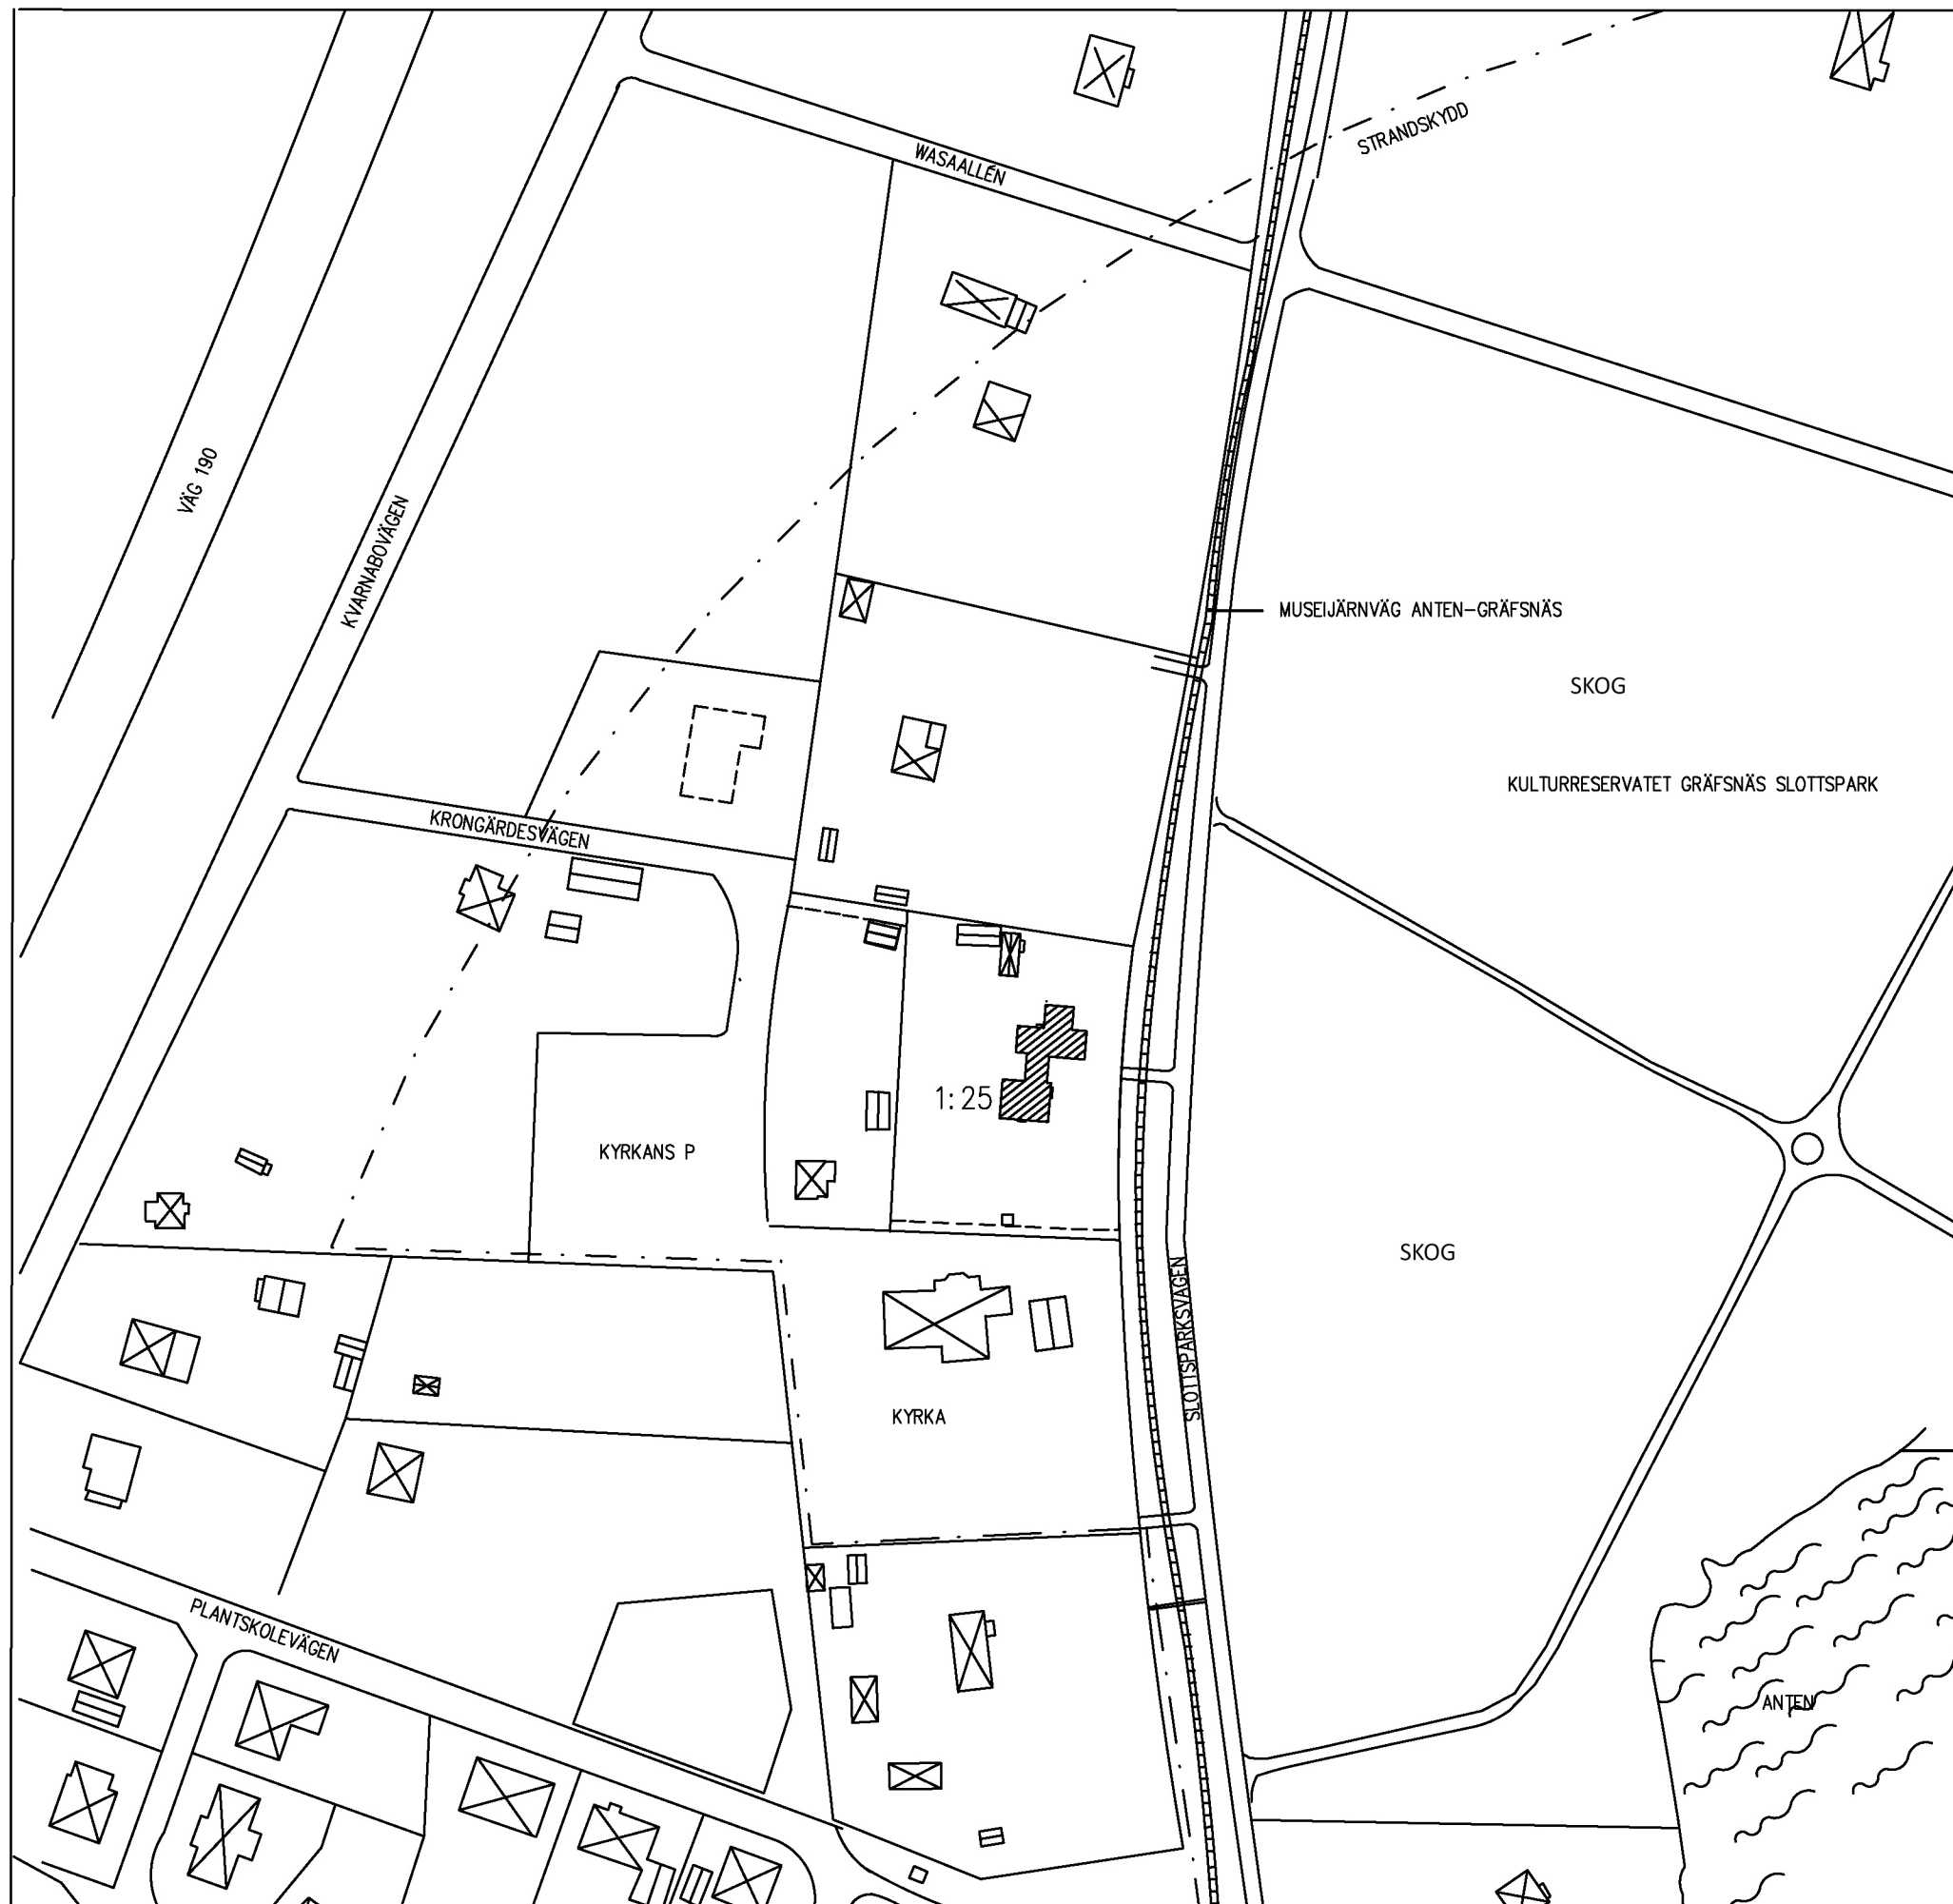 STRANDSKYDD
WASAALLÉN
VÄG 190
KVARNABOVÄGEN
MUSEIJÄRNVÄG ANTEN-GRÄFSNÄS
SKOG
KULTURRESERVATET GRÄFSNÄS SLOTTSPARK
KRONGÄRDESVÄGEN
1:25
KYRKANS P
SKOG
SLOTTSPARKSVÄGEN
KYRKA
PLANTSKOLEVÄGEN
ANTEN